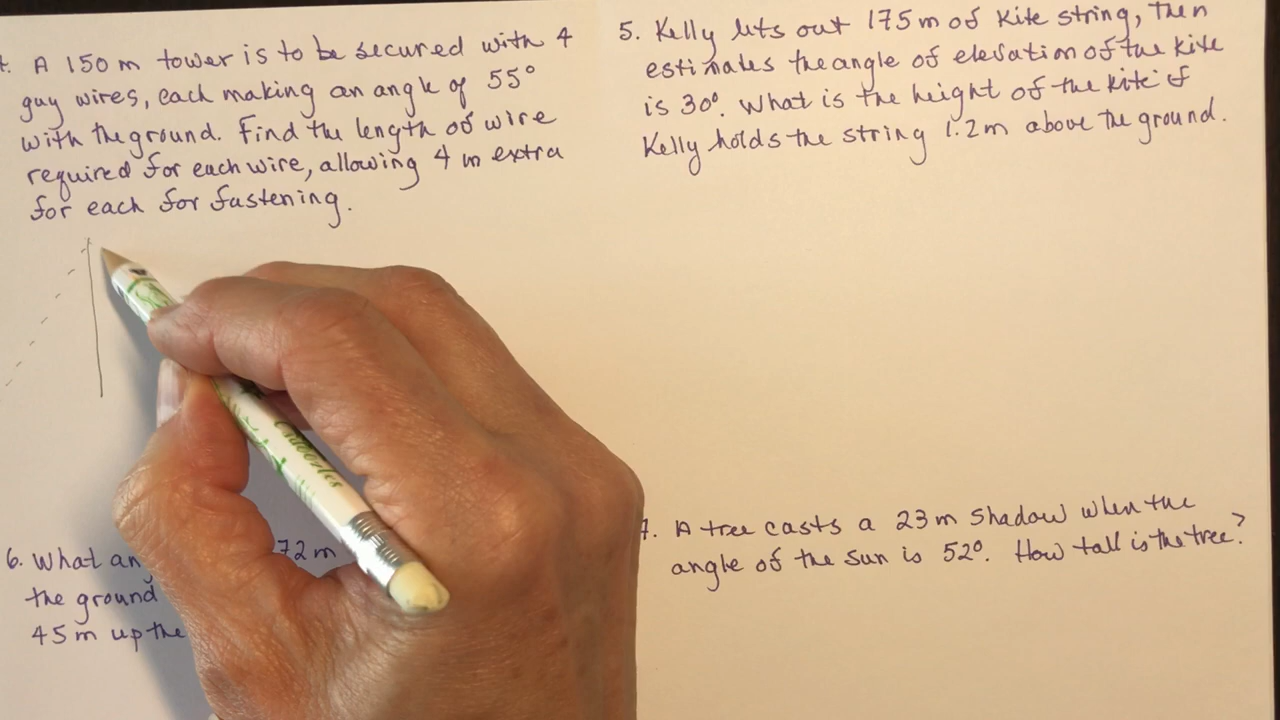 A 150 m tower is to be secured with 4
guy wires, each making an angle of 55°
with the ground. Find the length of wire
required for each wire, allowing 4 m extra
for each for fastening.
5. Kelly lets out 175 m of kite string, then
estimates the angle of elevation of the kite
is 30°. What is the height of the kite if
Kelly holds the string 1.2 m above the ground.
6. What an 72 m
the ground
45 m up the
7. A tree casts a 23 m shadow when the
angle of the sun is 52°. How tall is the tree?